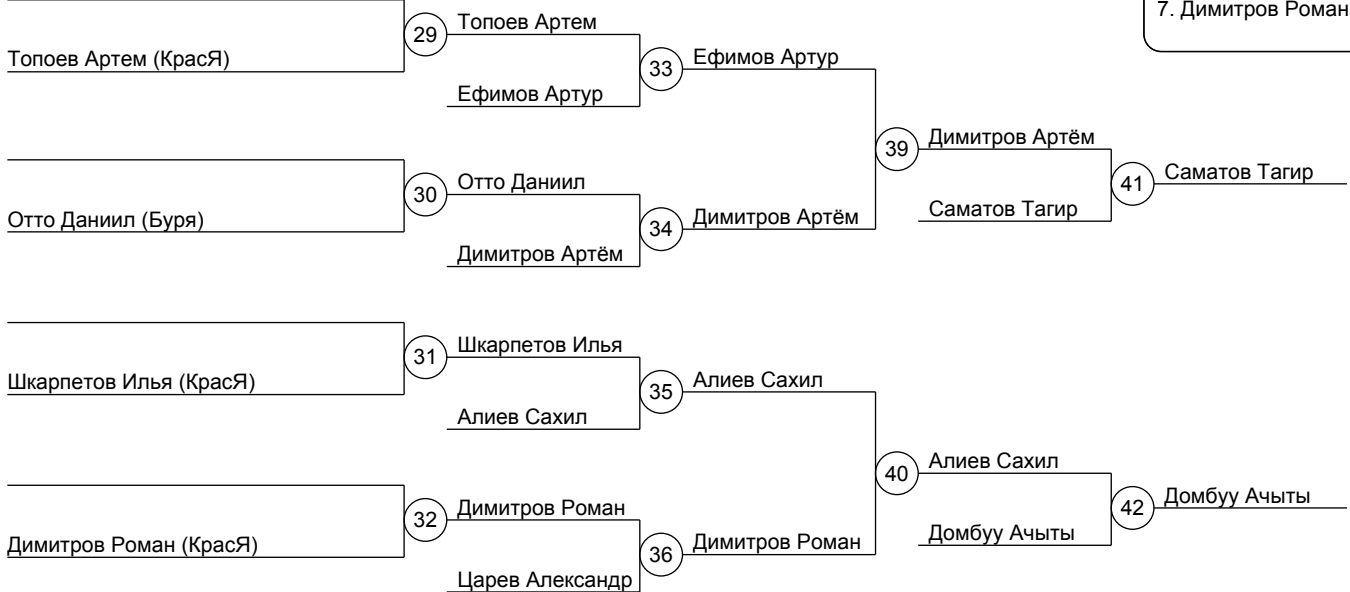 7. Димитров Роман
29
Топоев Артем
Топоев Артем (КрасЯ)
33
Ефимов Артур
Ефимов Артур
39
Димитров Артём
41
Саматов Тагир
30
Отто Даниил
Саматов Тагир
Отто Даниил (Буря)
34
Димитров Артём
Димитров Артём
31
Шкарпетов Илья
Шкарпетов Илья (КрасЯ)
35
Алиев Сахил
Алиев Сахил
40
Алиев Сахил
42
Домбуу Ачыты
32
Димитров Роман
Домбуу Ачыты
Димитров Роман (КрасЯ)
36
Димитров Роман
Царев Александр